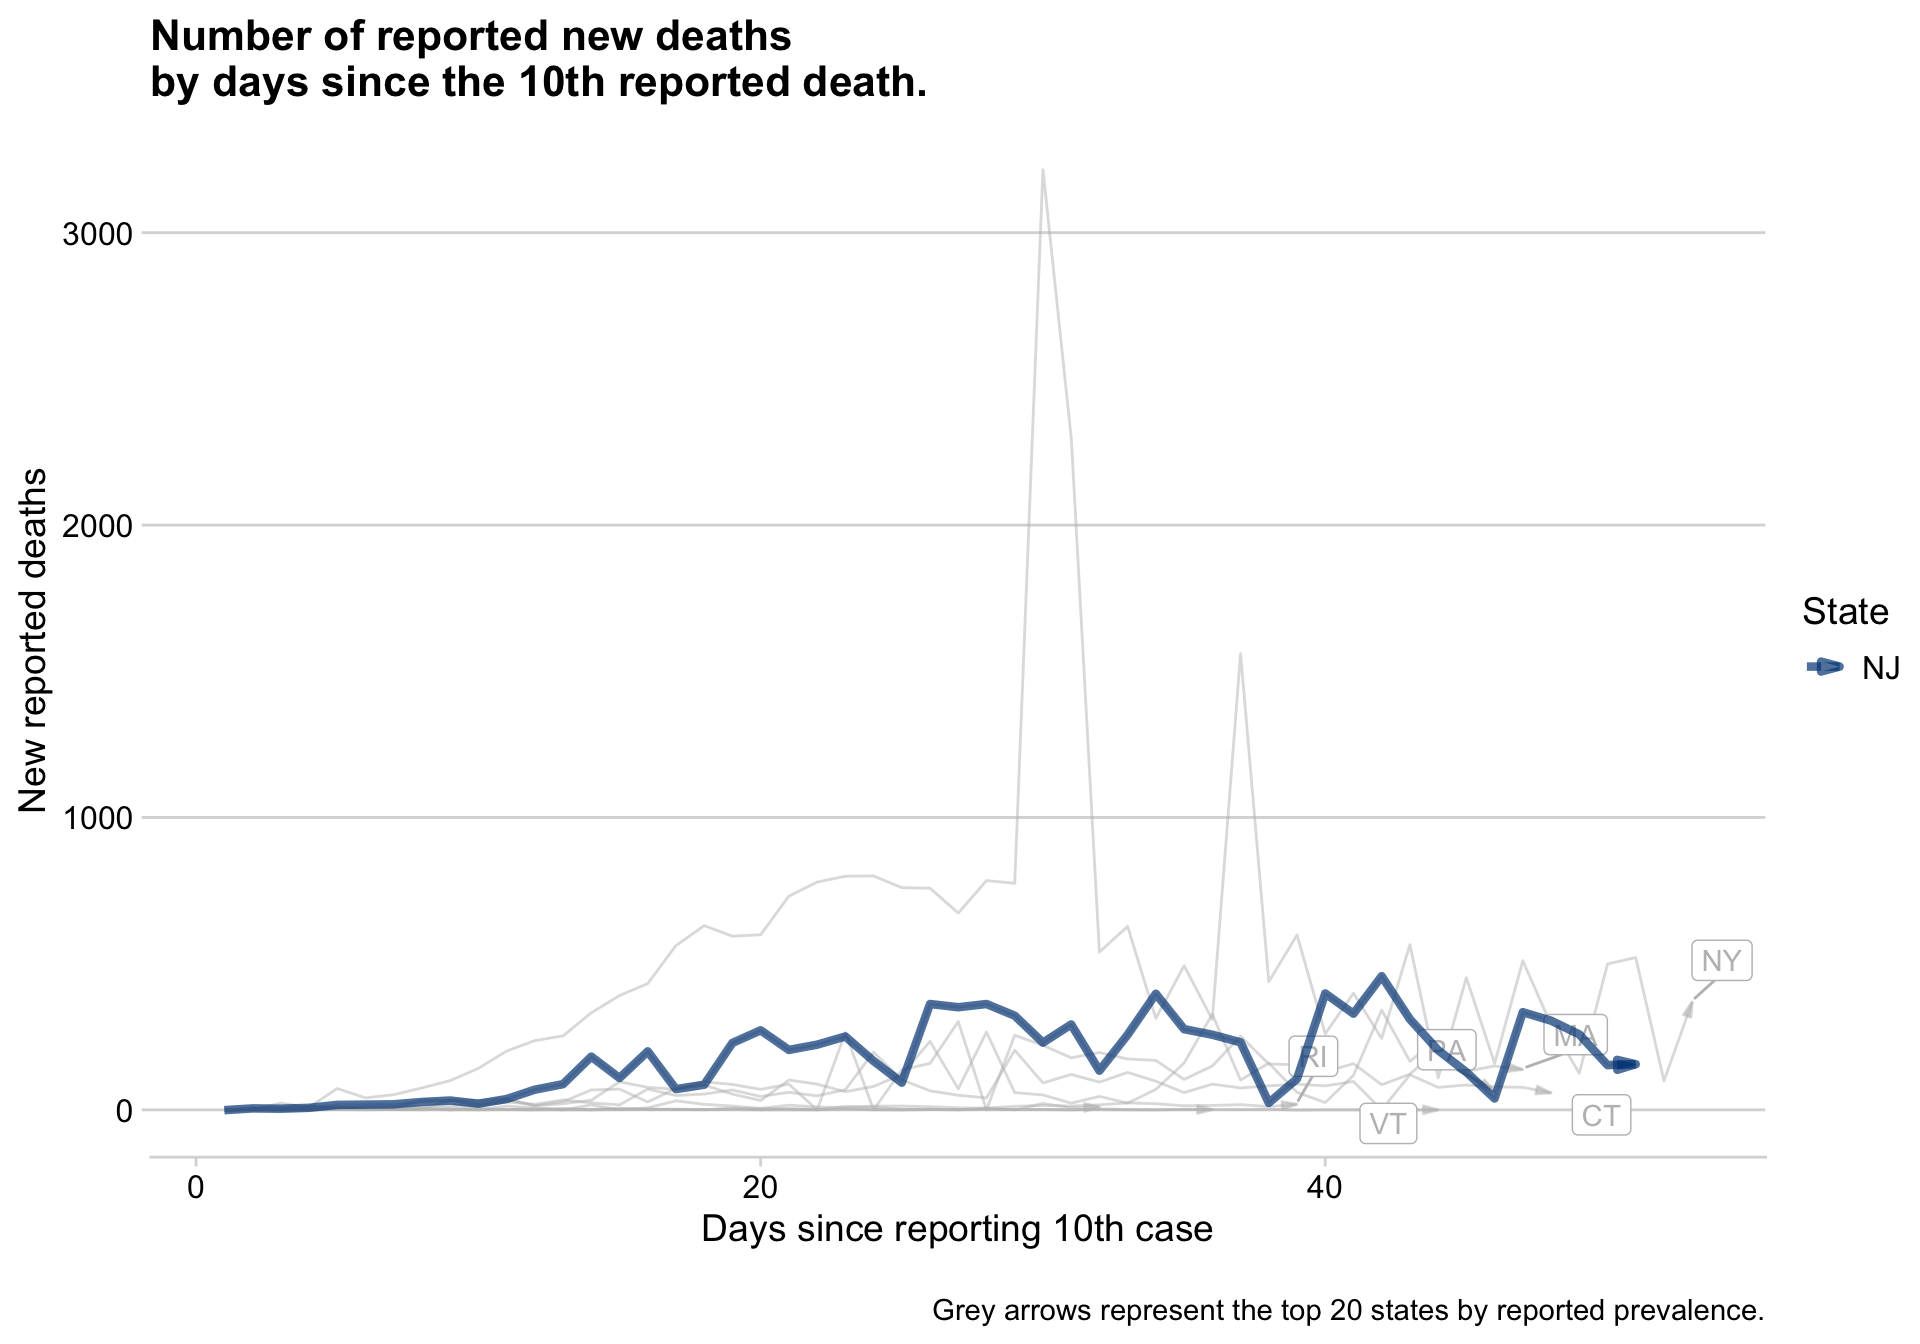 Number of reported new deaths
by days since the 10th reported death.
New reported deaths
3000
2000
1000
0
0
20
40
NY
MA
PA
RI
CT
VT
Days since reporting 10th case
State
NJ
Grey arrows represent the top 20 states by reported prevalence.